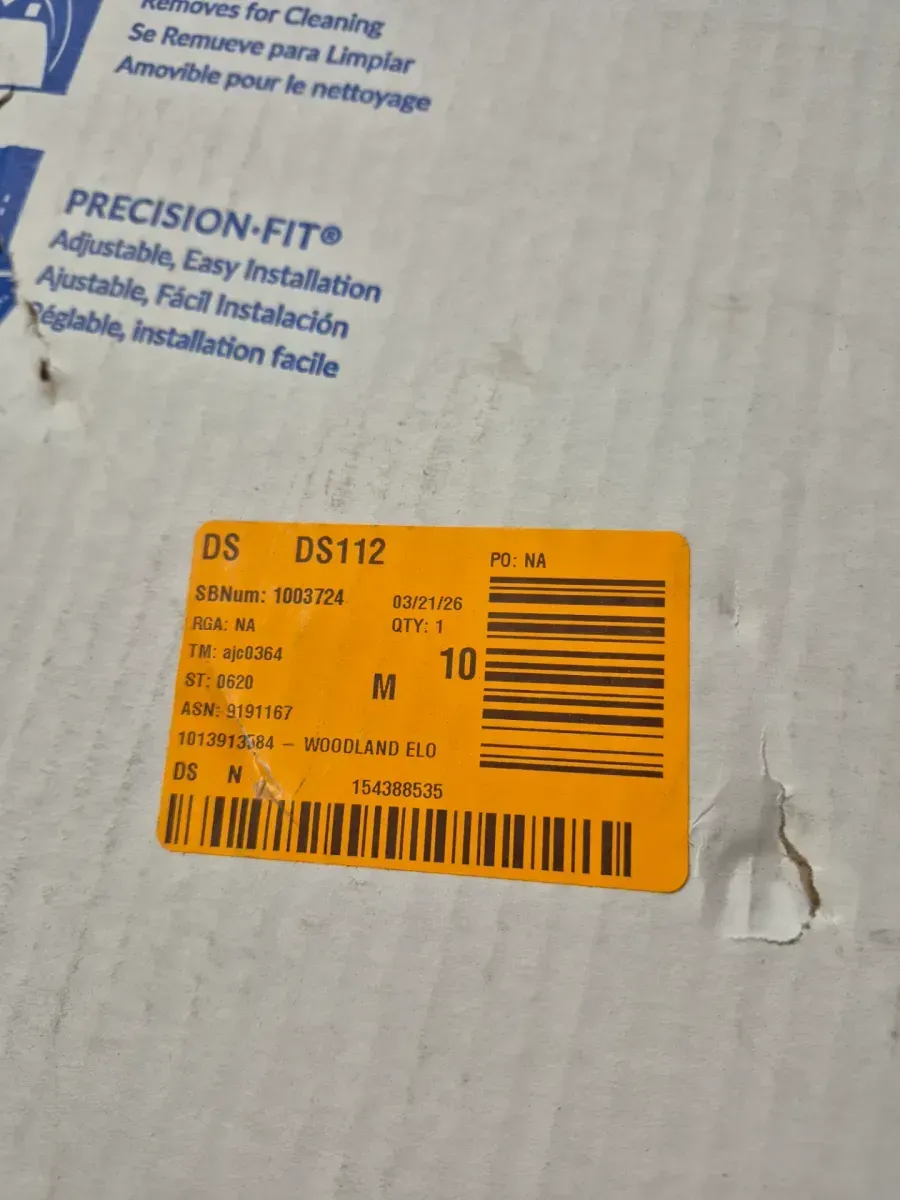 Removes for Cleaning
Se Remueve para Limpiar
Amovible pour le nettoyage
PRECISION•FIT®
Adjustable, Easy Installation
Ajustable, Fácil Instalación
Réglable, installation facile
DS DS112 PO: NA
SBNum: 1003724 03/21/26
RGA: NA QTY: 1
TM: ajc0364 10
ST: 0620 M
ASN: 9191167
1013913584 – WOODLAND ELO
DS N 154388535